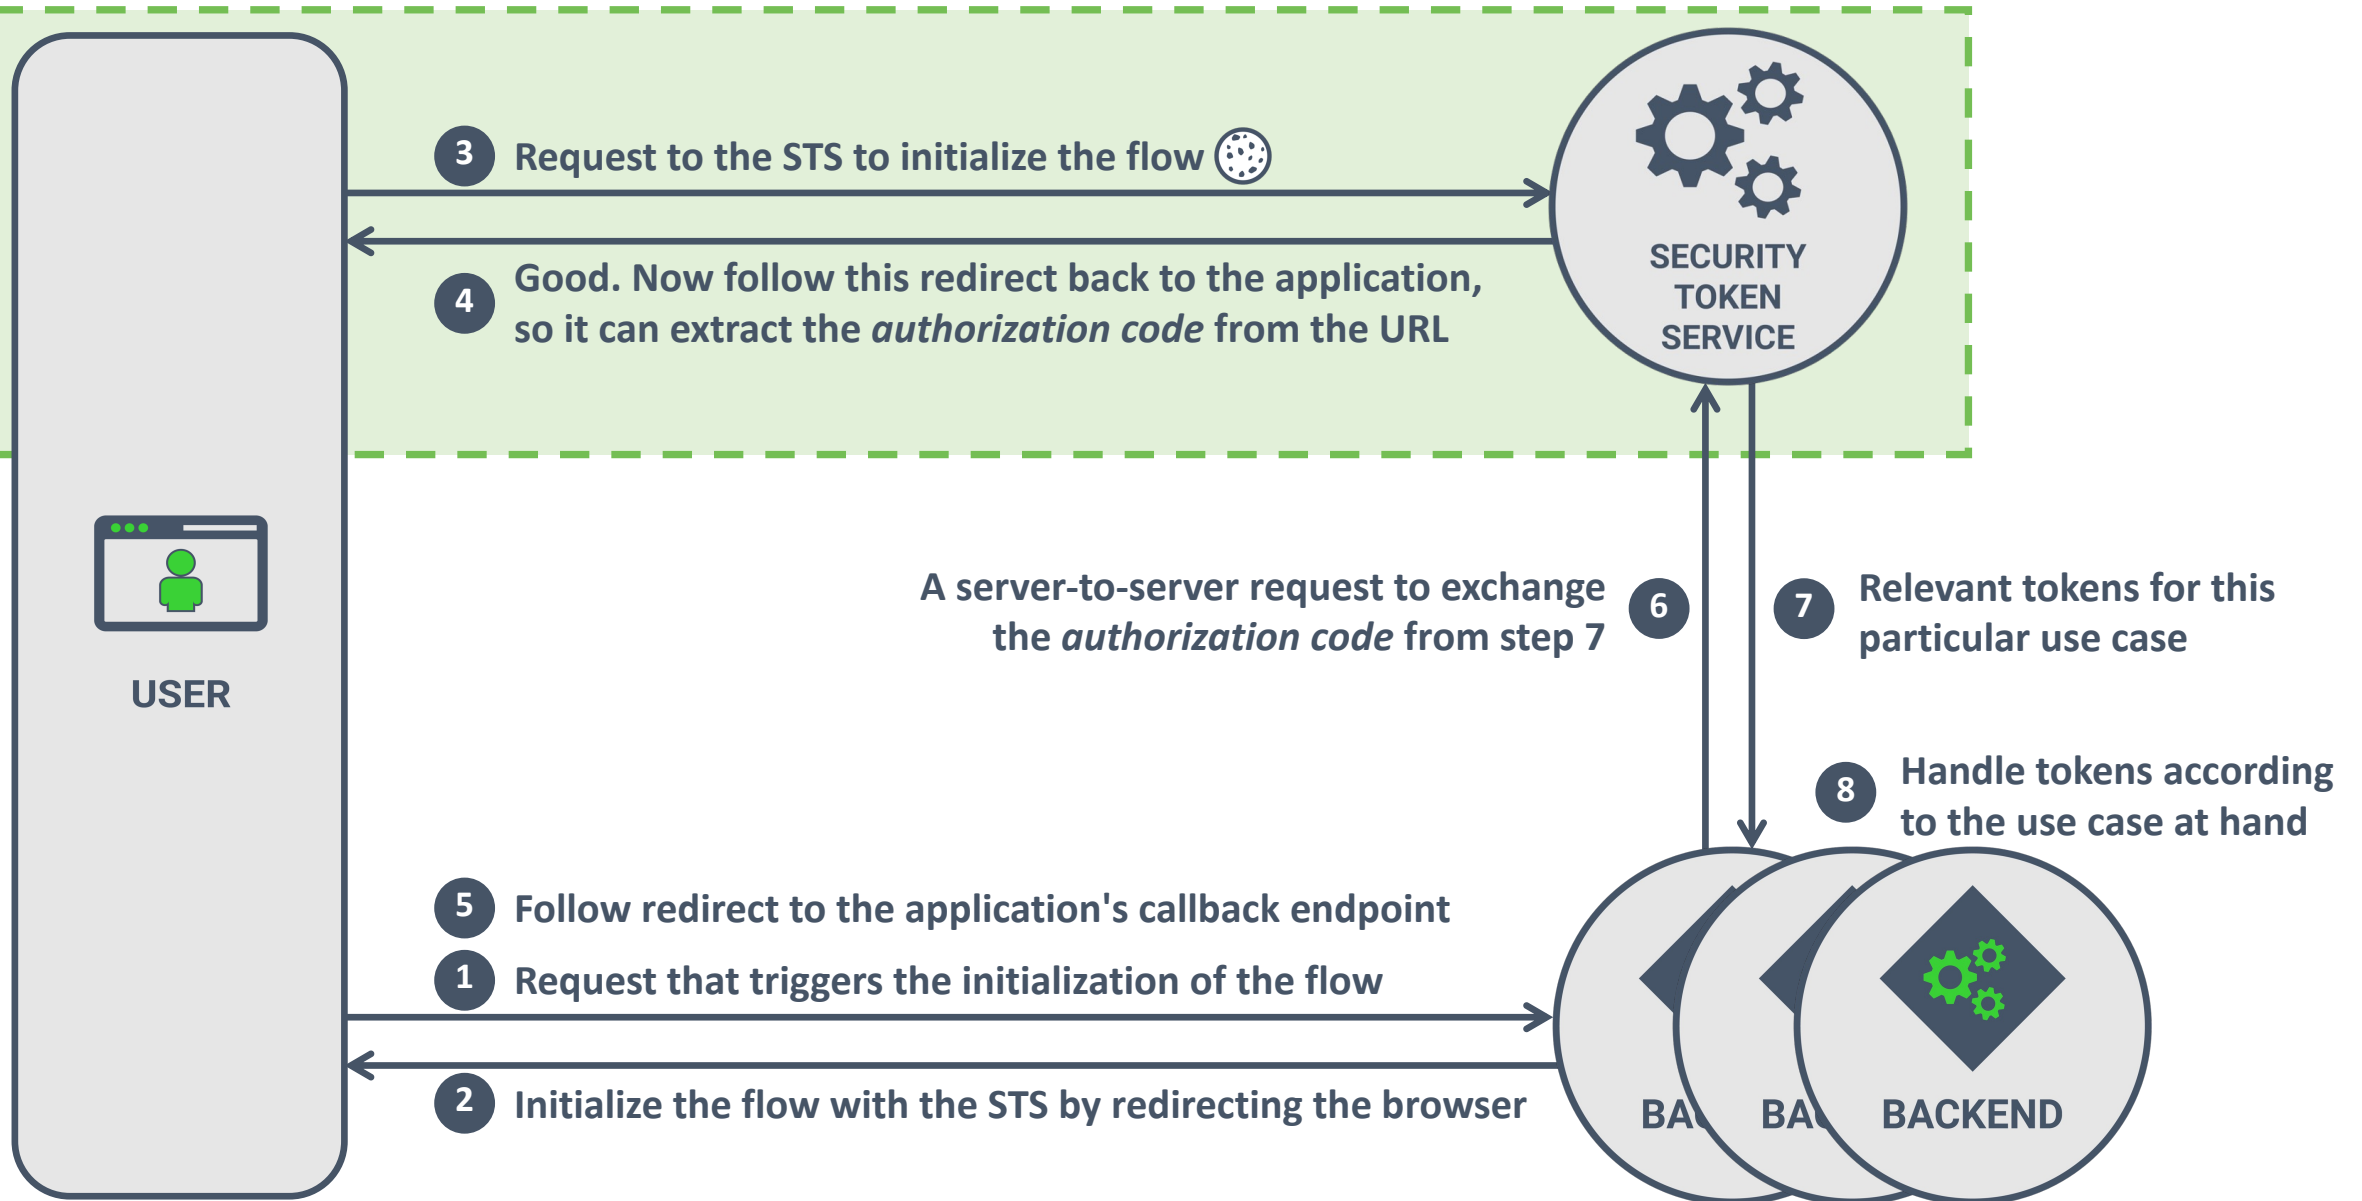 3 Request to the STS to initialize the flow
4 Good. Now follow this redirect back to the application,
so it can extract the authorization code from the URL
SECURITY
TOKEN
SERVICE
USER
A server-to-server request to exchange
the authorization code from step 7
6
7 Relevant tokens for this
particular use case
8 Handle tokens according
to the use case at hand
5 Follow redirect to the application's callback endpoint
1 Request that triggers the initialization of the flow
2 Initialize the flow with the STS by redirecting the browser
BA
BA
BACKEND